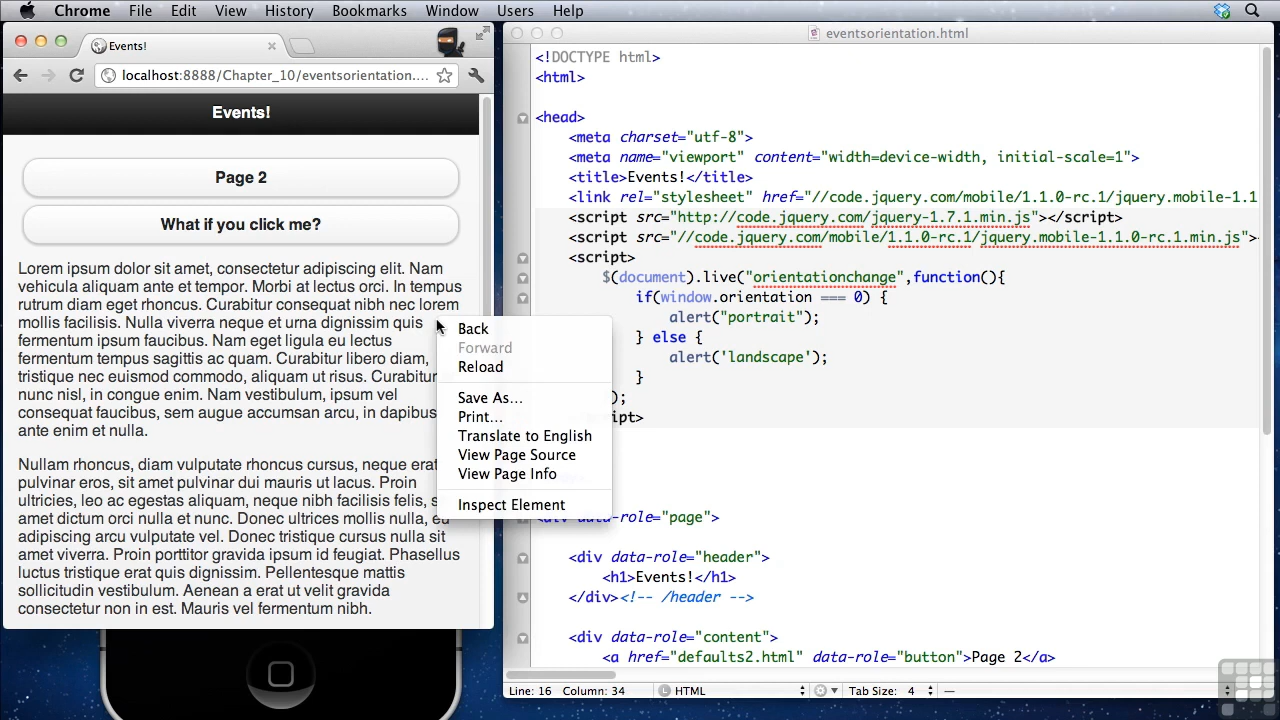 Chrome File Edit View History Bookmarks Window Users Help
Events!
localhost:8888/Chapter_10/eventsorientation....
Events!
Page 2
What if you click me?
Lorem ipsum dolor sit amet, consectetur adipiscing elit. Nam
vehicula aliquam ante et tempor. Morbi at lectus orci. In tempus
rutrum diam eget rhoncus. Curabitur consequat nibh nec lorem
mollis facilisis. Nulla viverra neque et urna dignissim quis
fermentum ipsum faucibus. Nam eget ligula eu lectus
fermentum tempus sagittis ac quam. Curabitur libero diam,
tristique nec euismod commodo, aliquam ut risus. Curabitur
nunc nisl, in congue enim. Nam vestibulum, ipsum vel
consequat faucibus, sem augue accumsan arcu, in dapibus
ante enim et nulla.
Nullam rhoncus, diam vulputate rhoncus cursus, neque erat
pulvinar eros, sit amet pulvinar dui mauris ut lacus. Proin
ultricies, leo ac egestas aliquam, neque nibh facilisis felis, s
amet dictum orci nulla et nunc. Donec ultrices mollis nulla, eu
adipiscing arcu vulputate vel. Donec tristique cursus nulla sit
amet viverra. Proin porttitor gravida ipsum id feugiat. Phasellus
luctus tristique erat quis dignissim. Pellentesque mattis
sollicitudin vestibulum. Aenean a erat ut velit gravida
consectetur non in est. Mauris vel fermentum nibh.
Back
Forward
Reload
Save As...
Print...
Translate to English
View Page Source
View Page Info
Inspect Element
eventsorientation.html
<!DOCTYPE html>
<html>
<head>
<meta charset="utf-8">
<meta name="viewport" content="width=device-width, initial-scale=1">
<title>Events!</title>
<link rel="stylesheet" href="//code.jquery.com/mobile/1.1.0-rc.1/jquery.mobile-1.1
<script src="http://code.jquery.com/jquery-1.7.1.min.js"></script>
<script src="//code.jquery.com/mobile/1.1.0-rc.1/jquery.mobile-1.1.0-rc.1.min.js">
<script>
$(document).live("orientationchange",function(){
if(window.orientation === 0) {
alert("portrait");
} else {
alert('landscape');
}
);
ript>
<div data-role="page">
<div data-role="header">
<h1>Events!</h1>
</div><!-- /header -->
<div data-role="content">
<a href="defaults2.html" data-role="button">Page 2</a>
Line: 16 Column: 34 L HTML Tab Size: 4 —